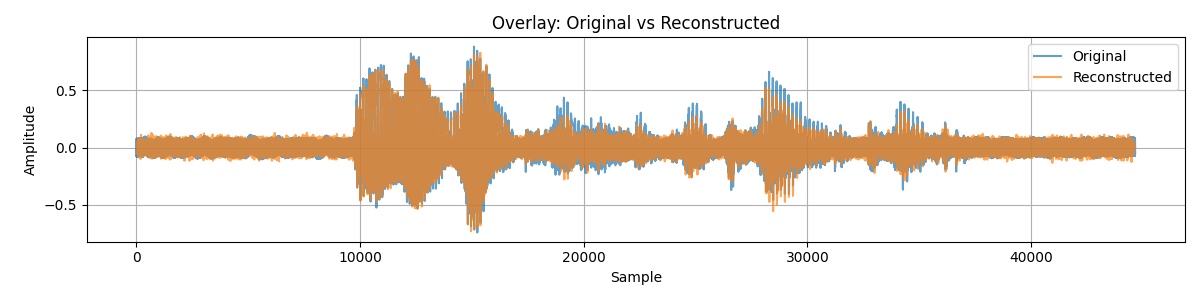 Overlay: Original vs Reconstructed
Original
Reconstructed
Amplitude
0.5
0.0
−0.5
0 10000 20000 30000 40000
Sample